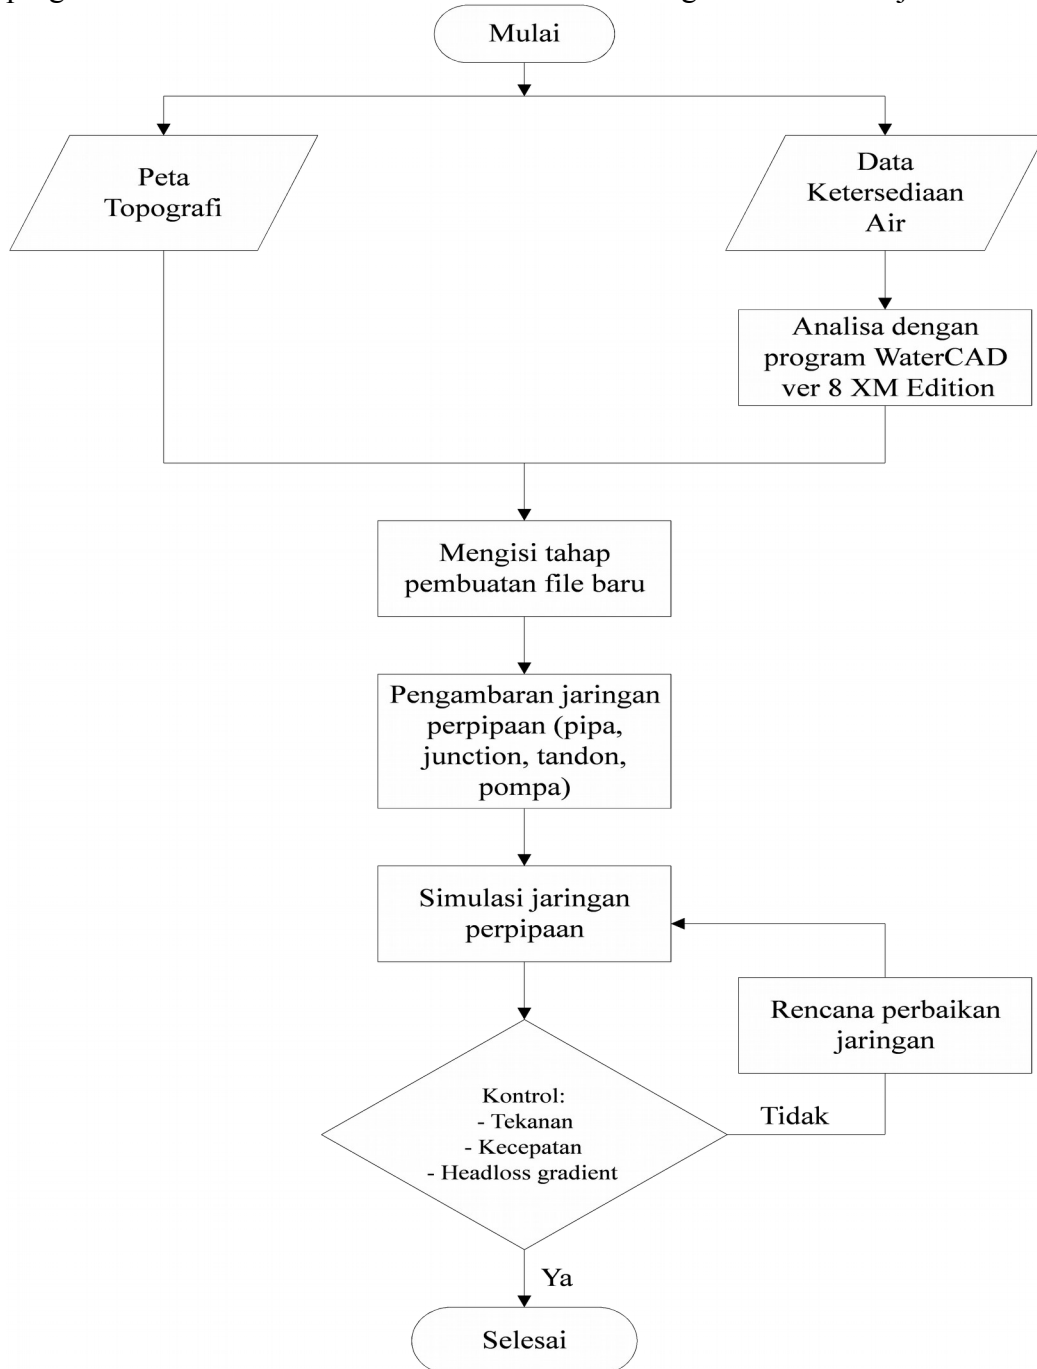 Mulai
Peta
Topografi
Data
Ketersediaan
Air
Analisa dengan
program WaterCAD
ver 8 XM Edition
Mengisi tahap
pembuatan file baru
Pengambaran jaringan
perpipaan (pipa,
junction, tandon,
pompa)
Simulasi jaringan
perpipaan
Rencana perbaikan
jaringan
Kontrol:
- Tekanan
- Kecepatan
- Headloss gradient
Tidak
Ya
Selesai